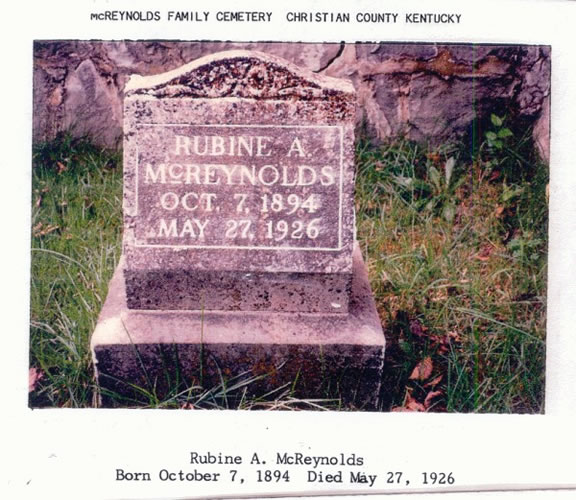 McREYNOLDS FAMILY CEMETERY CHRISTIAN COUNTY KENTUCKY
RUBINE A.
McREYNOLDS
OCT. 7, 1894
MAY 27, 1926
Rubine A. McReynolds
Born October 7, 1894 Died May 27, 1926